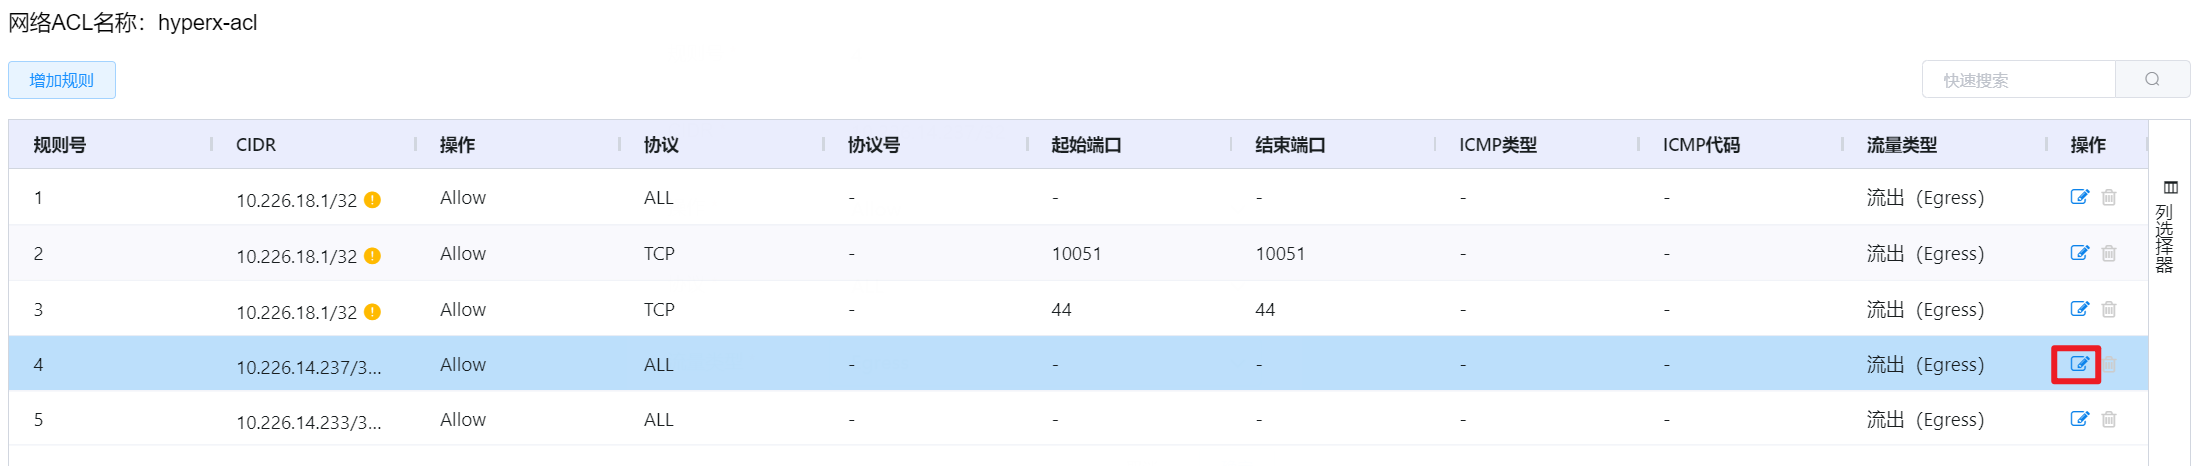 网络ACL名称：hyperx-acl
增加规则 快速搜索
规则号 CIDR 操作 协议 协议号 起始端口 结束端口 ICMP类型 ICMP代码 流量类型 操作
1 10.226.18.1/32 Allow ALL - - - - - 流出（Egress）
2 10.226.18.1/32 Allow TCP - 10051 10051 - - 流出（Egress）
3 10.226.18.1/32 Allow TCP - 44 44 - - 流出（Egress）
4 10.226.14.237/3... Allow ALL - - - - - 流出（Egress）
5 10.226.14.233/3... Allow ALL - - - - - 流出（Egress）
列选择器